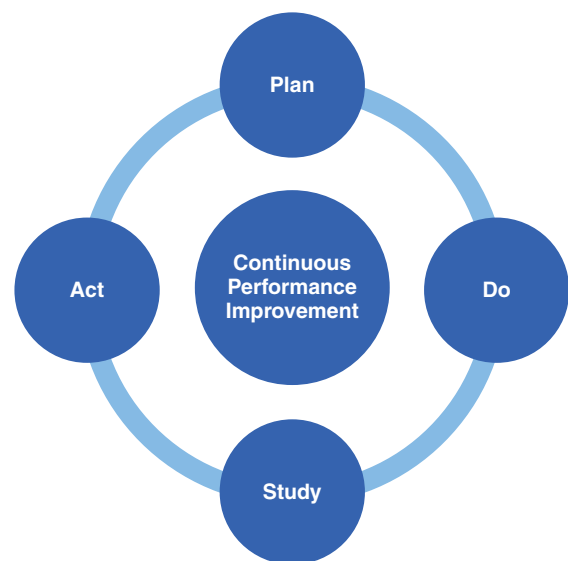 Plan
Act
Continuous
Performance
Improvement
Do
Study